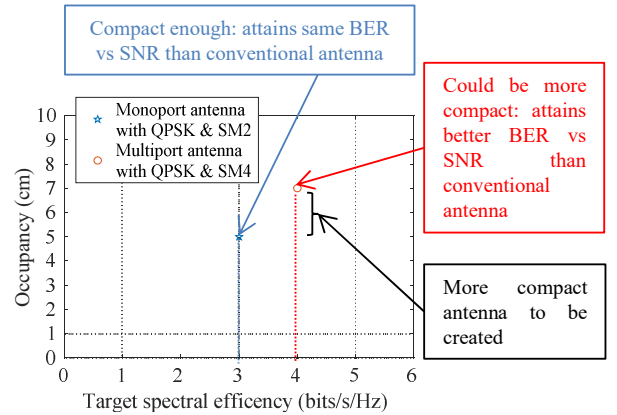 Compact enough: attains same BER
vs SNR than conventional antenna
Could be more
compact: attains
better BER vs
SNR than
conventional
antenna
More compact
antenna to be
created
Monoport antenna
with QPSK & SM2
Multiport antenna
with QPSK & SM4
Occupancy (cm)
10
9
8
7
6
5
4
3
2
1
0
0 1 2 3 4 5 6
Target spectral efficency (bits/s/Hz)